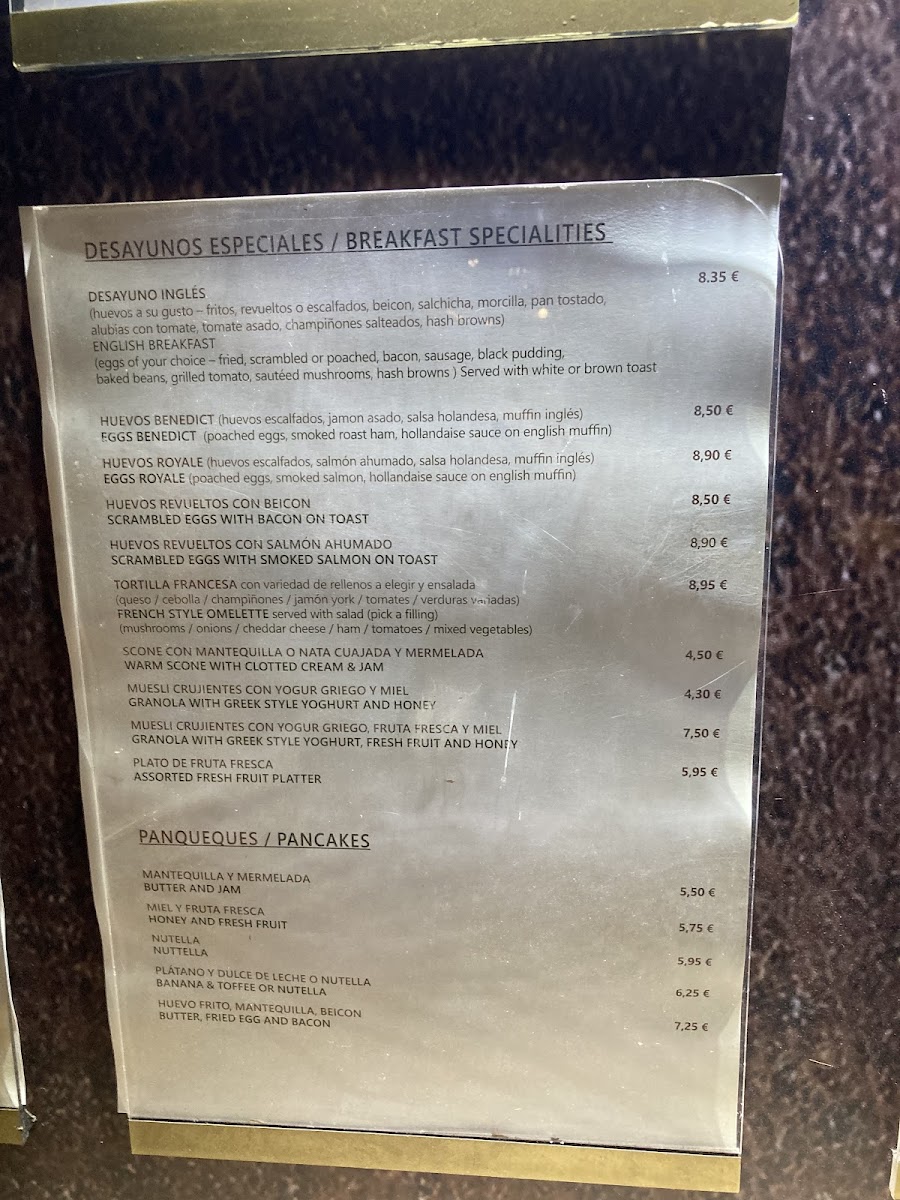 DESAYUNOS ESPECIALES / BREAKFAST SPECIALITIES
8.35 €
DESAYUNO INGLÉS
(huevos a su gusto – fritos, revueltos o escalfados, beicon, salchicha, morcilla, pan tostado,
alubias con tomate, tomate asado, champiñones salteados, hash browns)
ENGLISH BREAKFAST
(eggs of your choice – fried, scrambled or poached, bacon, sausage, black pudding,
baked beans, grilled tomato, sautéed mushrooms, hash browns ) Served with white or brown toast
HUEVOS BENEDICT (huevos escalfados, jamon asado, salsa holandesa, muffin inglés) 8,50 €
EGGS BENEDICT (poached eggs, smoked roast ham, hollandaise sauce on english muffin)
HUEVOS ROYALE (huevos escalfados, salmón ahumado, salsa holandesa, muffin inglés) 8,90 €
EGGS ROYALE (poached eggs, smoked salmon, hollandaise sauce on english muffin)
HUEVOS REVUELTOS CON BEICON 8,50 €
SCRAMBLED EGGS WITH BACON ON TOAST
HUEVOS REVUELTOS CON SALMÓN AHUMADO 8,90 €
SCRAMBLED EGGS WITH SMOKED SALMON ON TOAST
TORTILLA FRANCESA con variedad de rellenos a elegir y ensalada 8,95 €
(queso / cebolla / champiñones / jamón york / tomates / verduras variadas)
FRENCH STYLE OMELETTE served with salad (pick a filling)
(mushrooms / onions / cheddar cheese / ham / tomatoes / mixed vegetables)
SCONE CON MANTEQUILLA O NATA CUAJADA Y MERMELADA 4,50 €
WARM SCONE WITH CLOTTED CREAM & JAM
MUESLI CRUJIENTES CON YOGUR GRIEGO Y MIEL 4,30 €
GRANOLA WITH GREEK STYLE YOGHURT AND HONEY
MUESLI CRUJIENTES CON YOGUR GRIEGO, FRUTA FRESCA Y MIEL 7,50 €
GRANOLA WITH GREEK STYLE YOGHURT, FRESH FRUIT AND HONEY
PLATO DE FRUTA FRESCA 5,95 €
ASSORTED FRESH FRUIT PLATTER
PANQUEQUES / PANCAKES
MANTEQUILLA Y MERMELADA
BUTTER AND JAM 5,50 €
MIEL Y FRUTA FRESCA
HONEY AND FRESH FRUIT 5,75 €
NUTELLA
NUTTELLA 5,95 €
PLÁTANO Y DULCE DE LECHE O NUTELLA
BANANA & TOFFEE OR NUTELLA 6,25 €
HUEVO FRITO, MANTEQUILLA, BEICON
BUTTER, FRIED EGG AND BACON 7,25 €